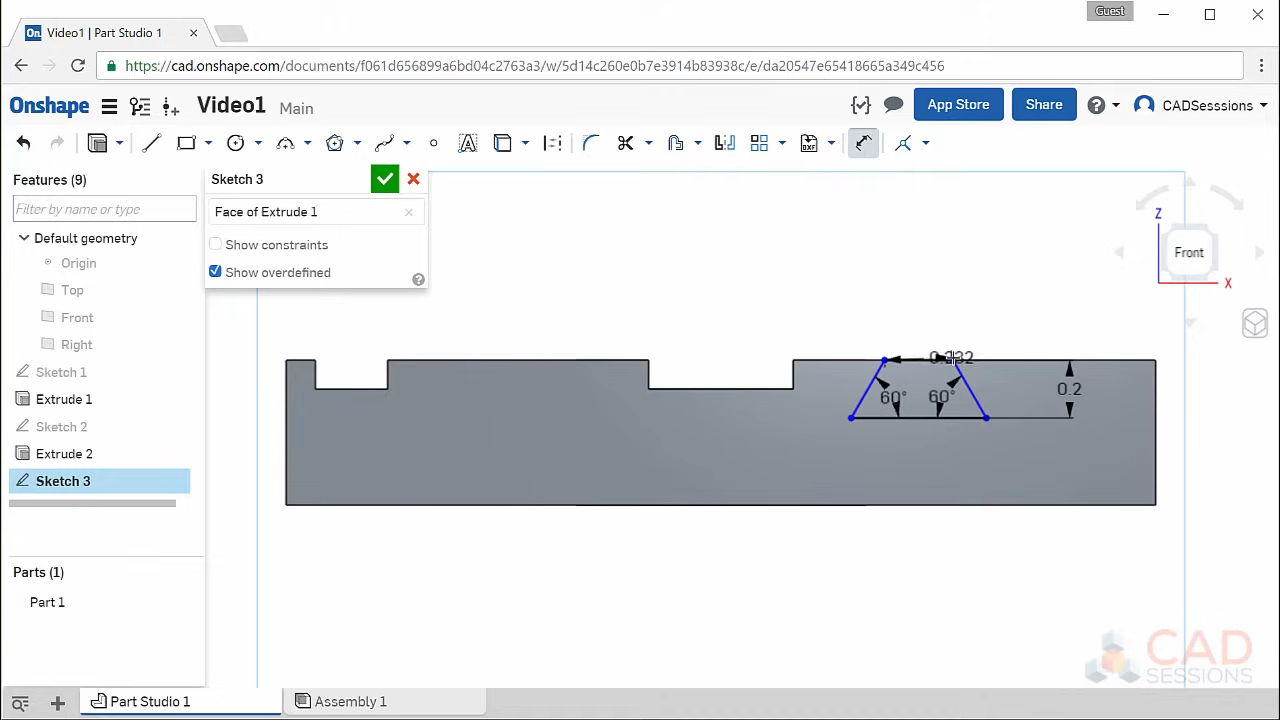 Guest
On Video1 | Part Studio 1
https://cad.onshape.com/documents/f061d656899a6bd04c2763a3/w/5d14c260e0b7e3914b83938c/e/da20547e65418665a349c456
Onshape Video1 Main App Store Share CADSesssions
Features (9)
Sketch 3
Filter by name or type
Face of Extrude 1
Default geometry
Show constraints
Origin
Show overdefined
Top
Front
Right
Sketch 1
Extrude 1
Sketch 2
Extrude 2
Sketch 3
Z
Front
X
60° 60°
0.2
Parts (1)
Part 1
CAD
SESSIONS
Part Studio 1
Assembly 1